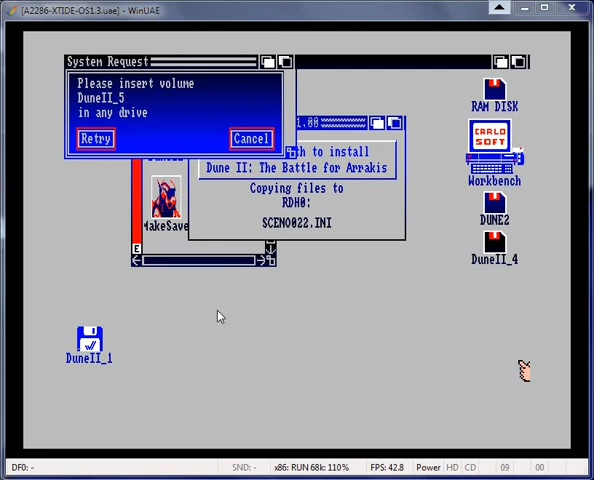 [A2286-XTIDE-OS1.3.uae] - WinUAE
System Request
Please insert volume
DuneII_5
in any drive
Retry
Cancel
1.00
h to install
Dune II: The Battle for Arrakis
Copying files to
RDH0:
SCEN0022.INI
MakeSave
E
RAM DISK
CARLO
SOFT
Workbench
DUNE2
DuneII_4
DuneII_1
DF0: -
SND: -
x86: RUN 68k: 110%
FPS: 42.8
Power
HD
CD
09
00